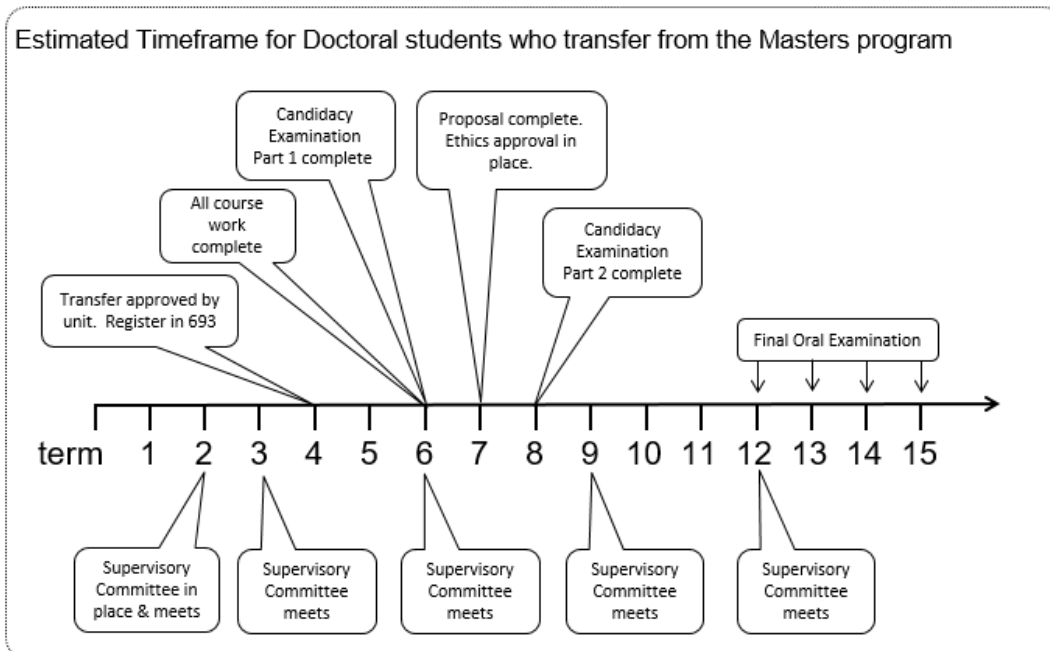 Estimated Timeframe for Doctoral students who transfer from the Masters program
Candidacy
Examination
Part 1 complete
Proposal complete.
Ethics approval in
place.
All course
work
complete
Candidacy
Examination
Part 2 complete
Transfer approved by
unit. Register in 693
Final Oral Examination
term 1 2 3 4 5 6 7 8 9 10 11 12 13 14 15
Supervisory
Committee in
place & meets
Supervisory
Committee
meets
Supervisory
Committee
meets
Supervisory
Committee
meets
Supervisory
Committee
meets